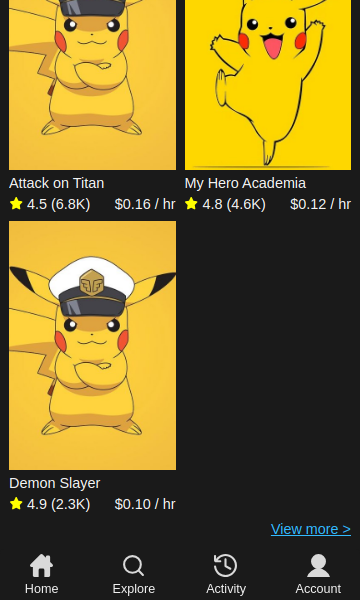 Attack on Titan
4.5 (6.8K) $0.16 / hr
My Hero Academia
4.8 (4.6K) $0.12 / hr
Demon Slayer
4.9 (2.3K) $0.10 / hr
View more >
Home
Explore
Activity
Account